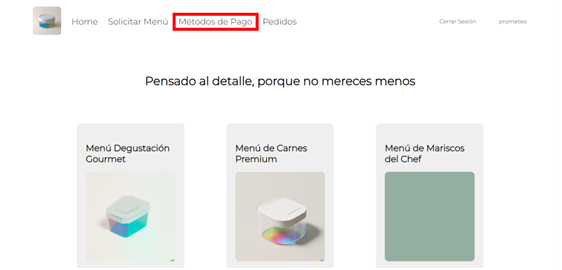 Home Solicitar Menú Métodos de Pago Pedidos Cerrar Sesión prometeo
Pensado al detalle, porque no mereces menos
Menú Degustación
Gourmet
Menú de Carnes
Premium
Menú de Mariscos
del Chef